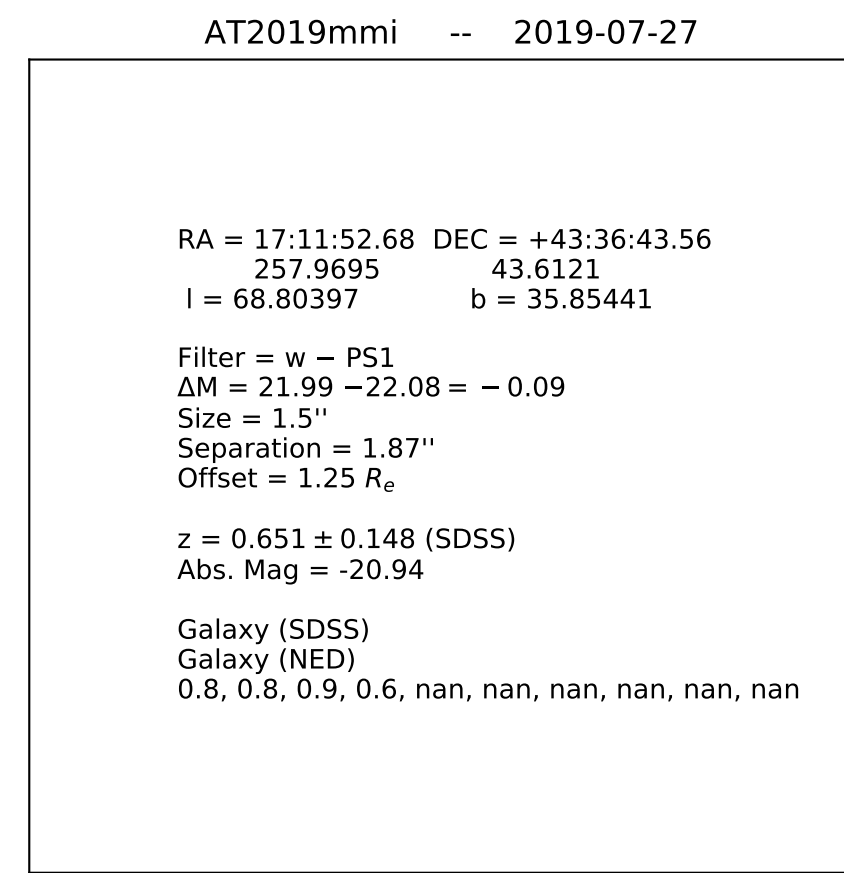 AT2019mmi -- 2019-07-27
RA = 17:11:52.68 DEC = +43:36:43.56
257.9695 43.6121
l = 68.80397 b = 35.85441
Filter = w − PS1
ΔM = 21.99 −22.08 = − 0.09
Size = 1.5''
Separation = 1.87''
Offset = 1.25 Rₑ
z = 0.651 ± 0.148 (SDSS)
Abs. Mag = -20.94
Galaxy (SDSS)
Galaxy (NED)
0.8, 0.8, 0.9, 0.6, nan, nan, nan, nan, nan, nan